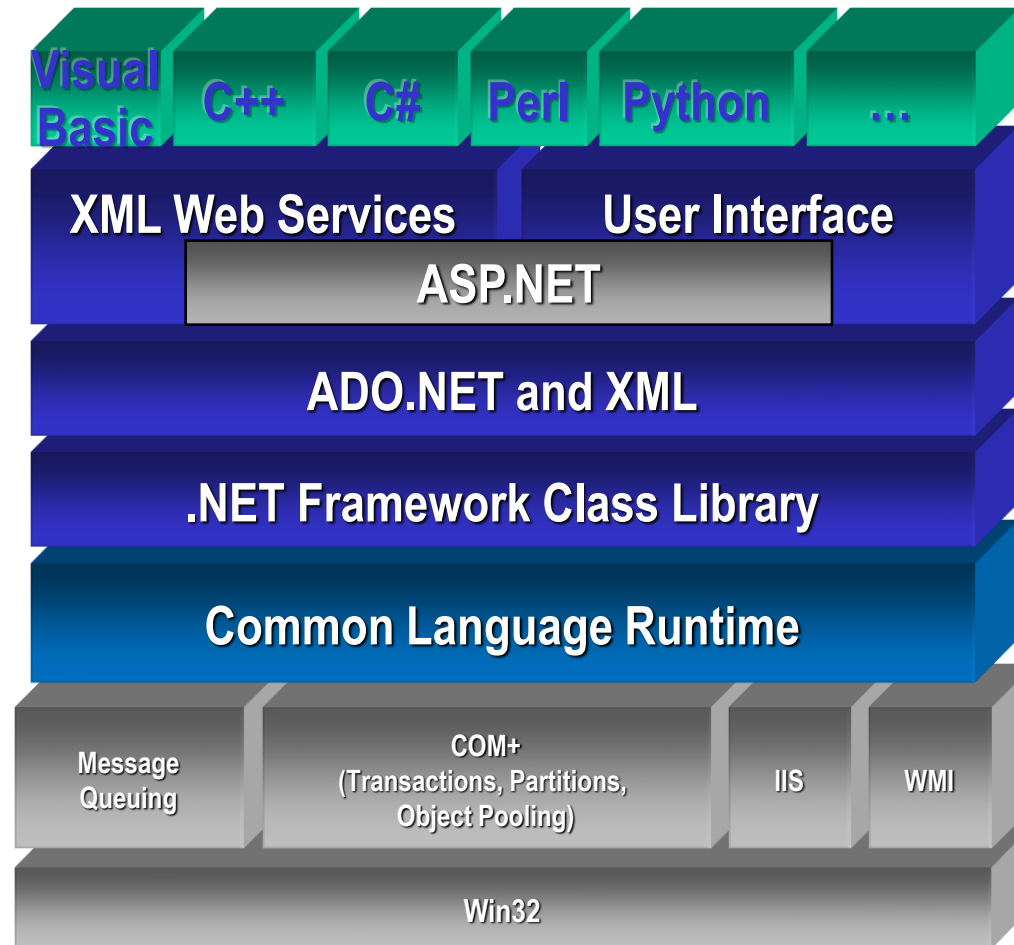 Visual
Basic
C++
C#
Perl
Python
...
XML Web Services
User Interface
ASP.NET
ADO.NET and XML
.NET Framework Class Library
Common Language Runtime
Message
Queuing
COM+
(Transactions, Partitions,
Object Pooling)
IIS
WMI
Win32